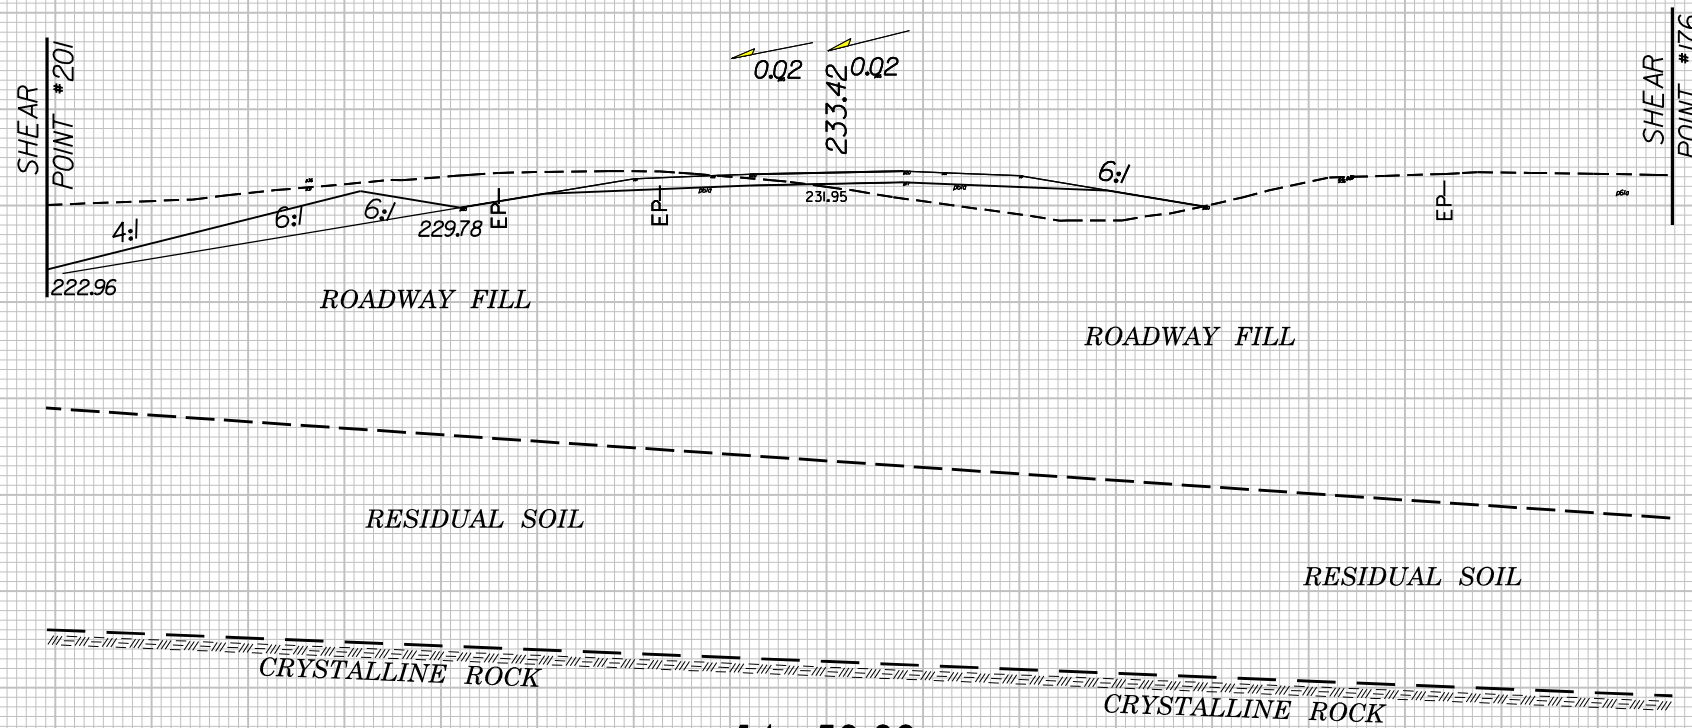 SHEAR
POINT #201
0.02
0.02
233.42
SHEAR
POINT #176
4:1
6:1
6:1
229.78
EP
EP
231.95
6:1
EP
222.96
ROADWAY FILL
ROADWAY FILL
RESIDUAL SOIL
RESIDUAL SOIL
CRYSTALLINE ROCK
CRYSTALLINE ROCK